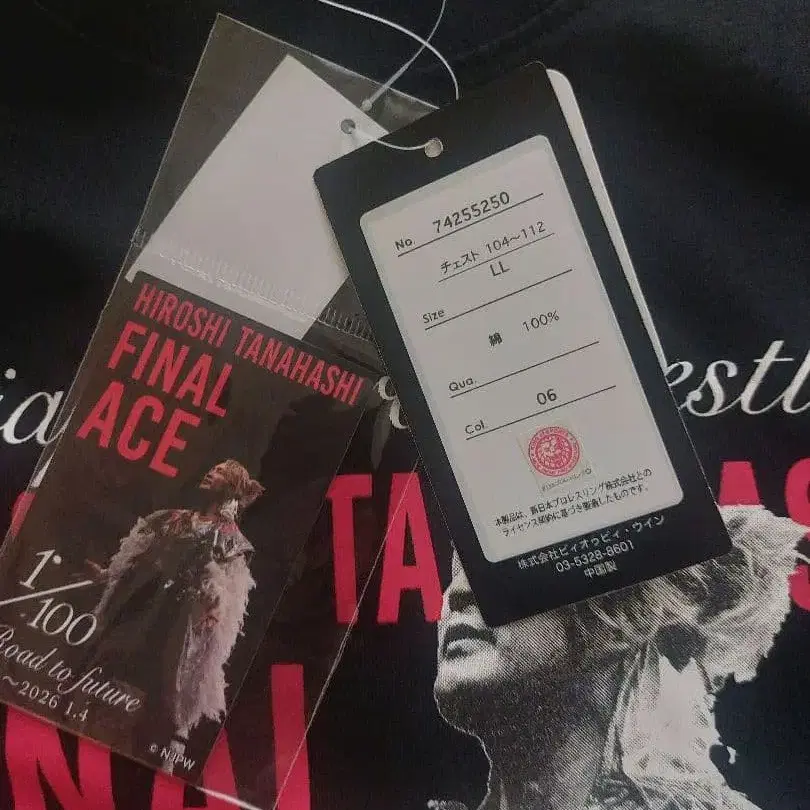 HIROSHI TANAHASHI
FINAL
ACE
1/100
Road to future
～2026 1.4
© NJPW
No 74255250
チェスト 104～112
LL
Size
綿 100%
Qua.
06
Col
本製品は、新日本プロレスリング株式会社との
ライセンス契約に基づき製造したものです。
株式会社ビィオゥビィ・ウイン
03-5328-8601
中国製
estl
TA
AS